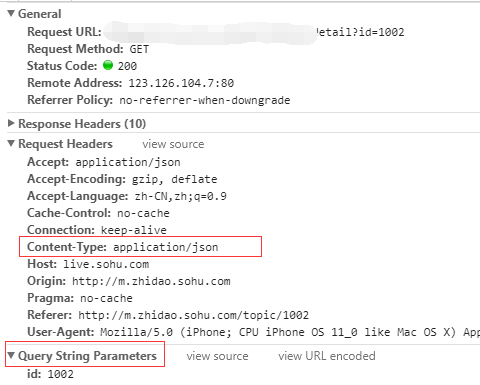 General
Request URL: etail?id=1002
Request Method: GET
Status Code: 200
Remote Address: 123.126.104.7:80
Referrer Policy: no-referrer-when-downgrade
Response Headers (10)
Request Headers view source
Accept: application/json
Accept-Encoding: gzip, deflate
Accept-Language: zh-CN,zh;q=0.9
Cache-Control: no-cache
Connection: keep-alive
Content-Type: application/json
Host: live.sohu.com
Origin: http://m.zhidao.sohu.com
Pragma: no-cache
Referer: http://m.zhidao.sohu.com/topic/1002
User-Agent: Mozilla/5.0 (iPhone; CPU iPhone OS 11_0 like Mac OS X) App
Query String Parameters view source view URL encoded
id: 1002